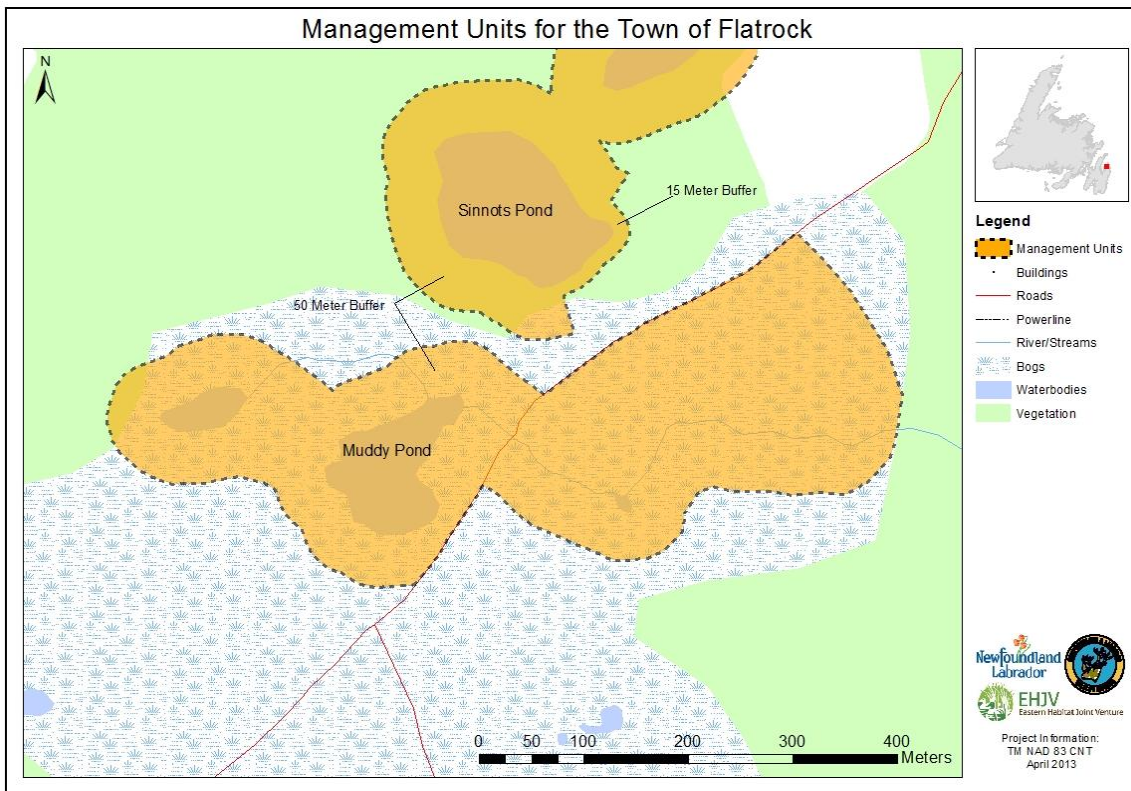 Management Units for the Town of Flatrock
N
Sinnots Pond
15 Meter Buffer
50 Meter Buffer
Muddy Pond
0 50 100 200 300 400
Meters
Legend
Management Units
Buildings
Roads
Powerline
River/Streams
Bogs
Waterbodies
Vegetation
Newfoundland
Labrador
EHJV
Eastern Habitat Joint Venture
Project Information:
TM NAD 83 CNT
April 2013